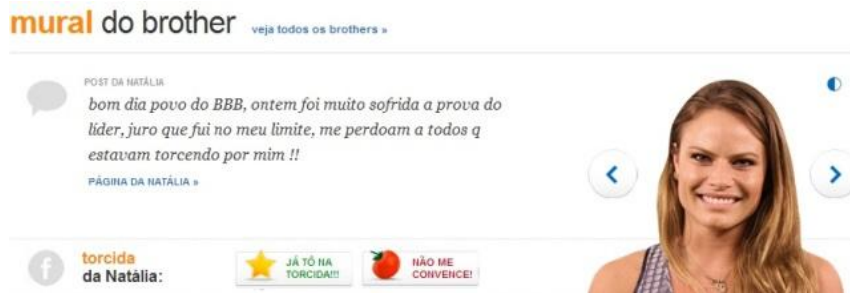 mural do brother veja todos os brothers »
POST DA NATÁLIA
bom dia povo do BBB, ontem foi muito sofrida a prova do
líder, juro que fui no meu limite, me perdoam a todos q
estavam torcendo por mim !!
PÁGINA DA NATÁLIA »
f
torcida
da Natália:
JÁ TÔ NA
TORCIDA!!!
NÃO ME
CONVENCE!